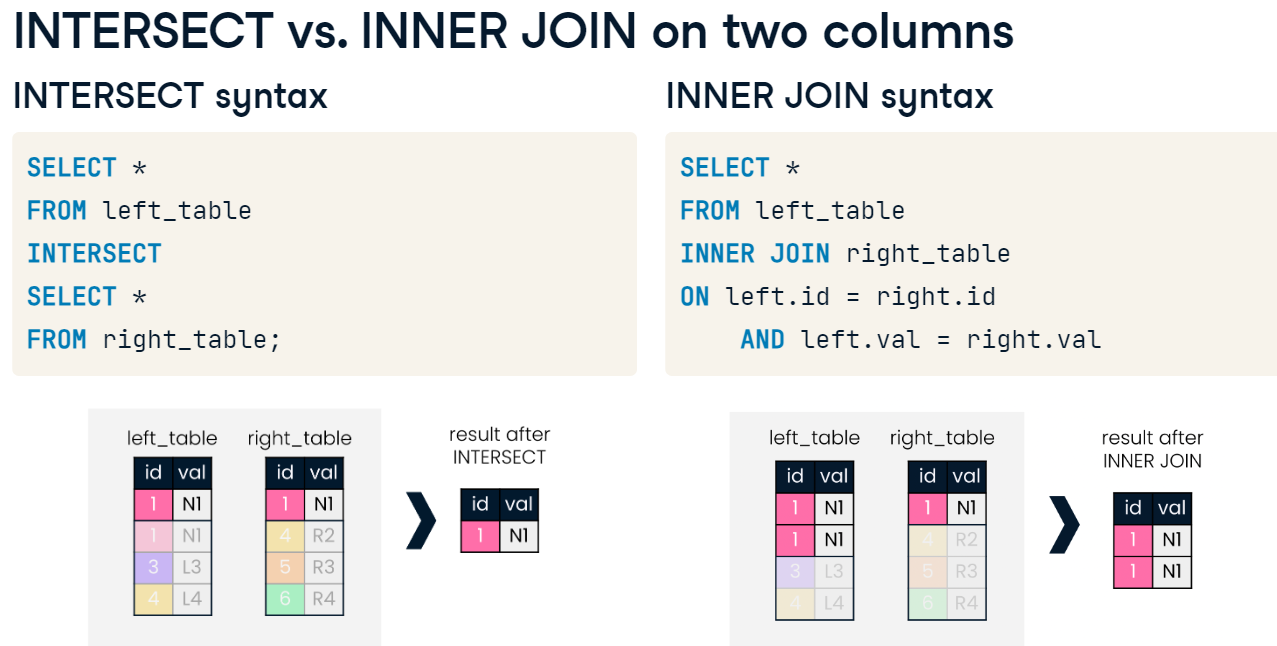 INTERSECT vs. INNER JOIN on two columns
INTERSECT syntax
SELECT *
FROM left_table
INTERSECT
SELECT *
FROM right_table;
left_table right_table
id val id val
1 N1 1 N1
1 N1 4 R2
3 L3 5 R3
4 L4 6 R4
result after
INTERSECT
id val
1 N1
INNER JOIN syntax
SELECT *
FROM left_table
INNER JOIN right_table
ON left.id = right.id
AND left.val = right.val
left_table right_table
id val id val
1 N1 1 N1
1 N1 4 R2
3 L3 5 R3
4 L4 6 R4
result after
INNER JOIN
id val
1 N1
1 N1